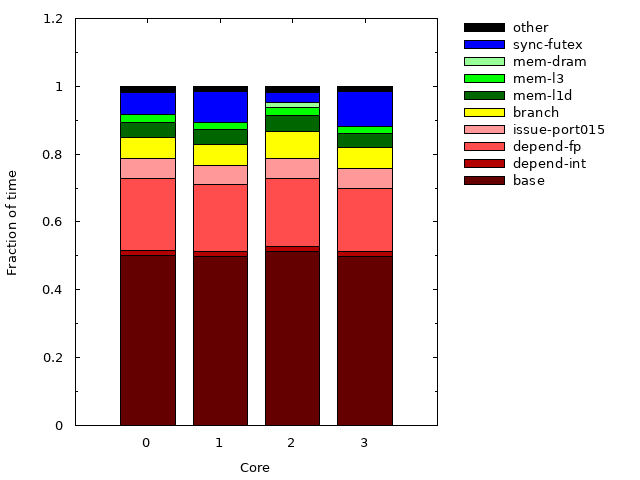 1.2
1
0.8
0.6
0.4
0.2
0
Fraction of time
0 1 2 3
Core
other
sync-futex
mem-dram
mem-l3
mem-l1d
branch
issue-port015
depend-fp
depend-int
base